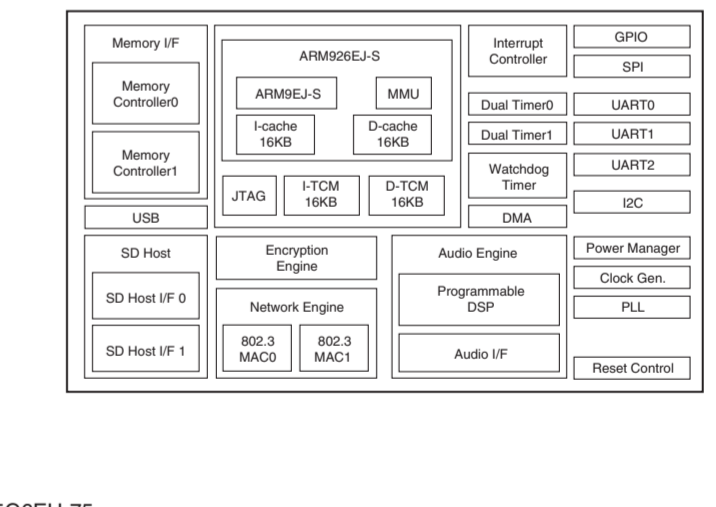 Memory I/F
Memory
Controller0
Memory
Controller1
USB
SD Host
SD Host I/F 0
SD Host I/F 1
ARM926EJ-S
ARM9EJ-S
MMU
I-cache
16KB
D-cache
16KB
JTAG
I-TCM
16KB
D-TCM
16KB
Encryption
Engine
Network Engine
802.3
MAC0
802.3
MAC1
Interrupt
Controller
Dual Timer0
Dual Timer1
Watchdog
Timer
DMA
Audio Engine
Programmable
DSP
Audio I/F
GPIO
SPI
UART0
UART1
UART2
I2C
Power Manager
Clock Gen.
PLL
Reset Control